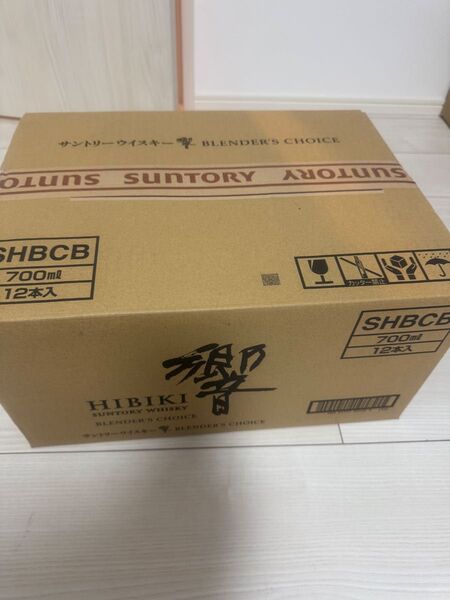 サントリーウイスキー 響 BLENDER'S CHOICE
SUNTORY SUNTORY SUNTORY
SHBCB
700ml
12本入
カッター禁止
SHBCB
700ml
12本入
響
HIBIKI
SUNTORY WHISKY
BLENDER'S CHOICE
サントリーウイスキー 響 BLENDER'S CHOICE